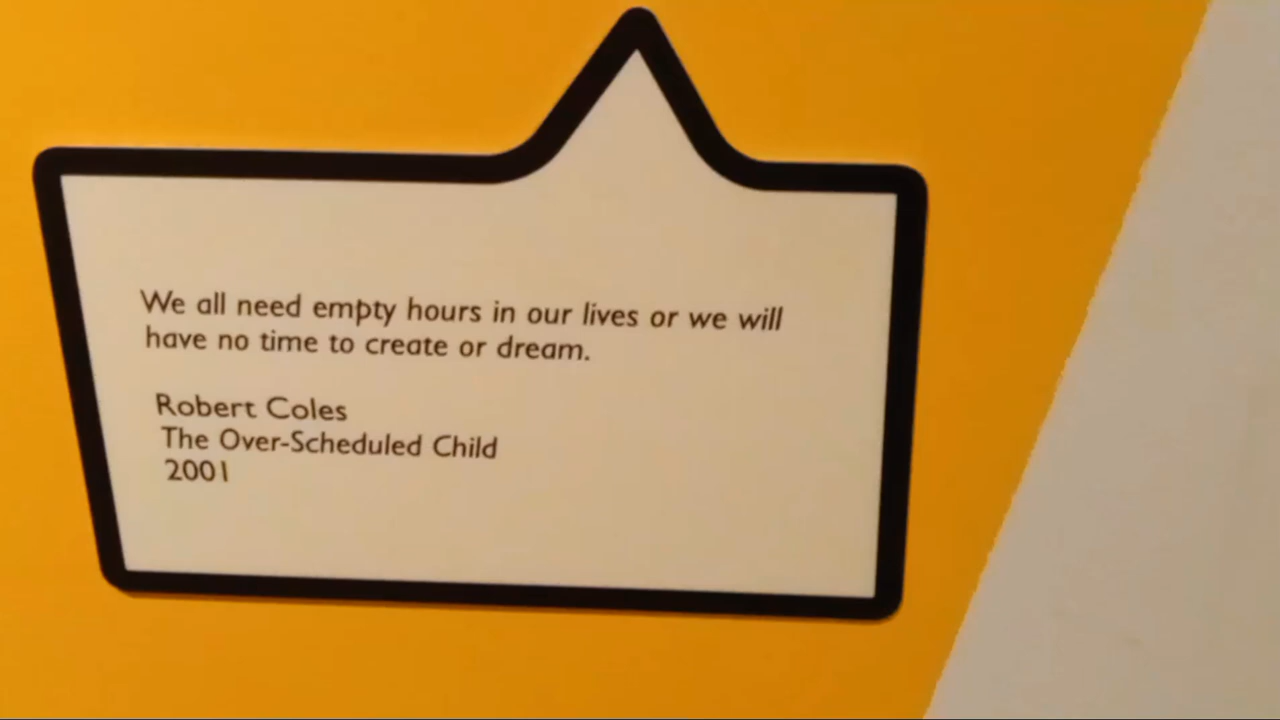 We all need empty hours in our lives or we will
have no time to create or dream.
Robert Coles
The Over-Scheduled Child
2001